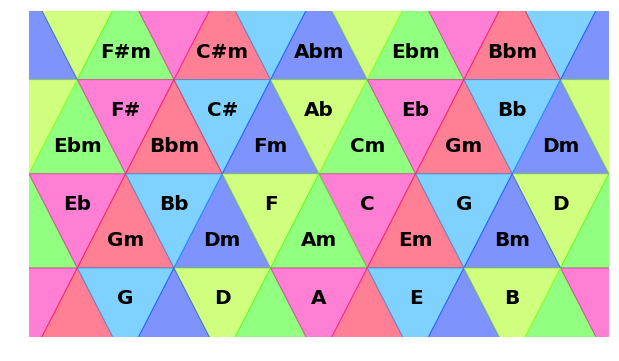 F#m C#m Abm Ebm Bbm
F# C# Ab Eb Bb
Ebm Bbm Fm Cm Gm Dm
Eb Bb F C G D
Gm Dm Am Em Bm
G D A E B